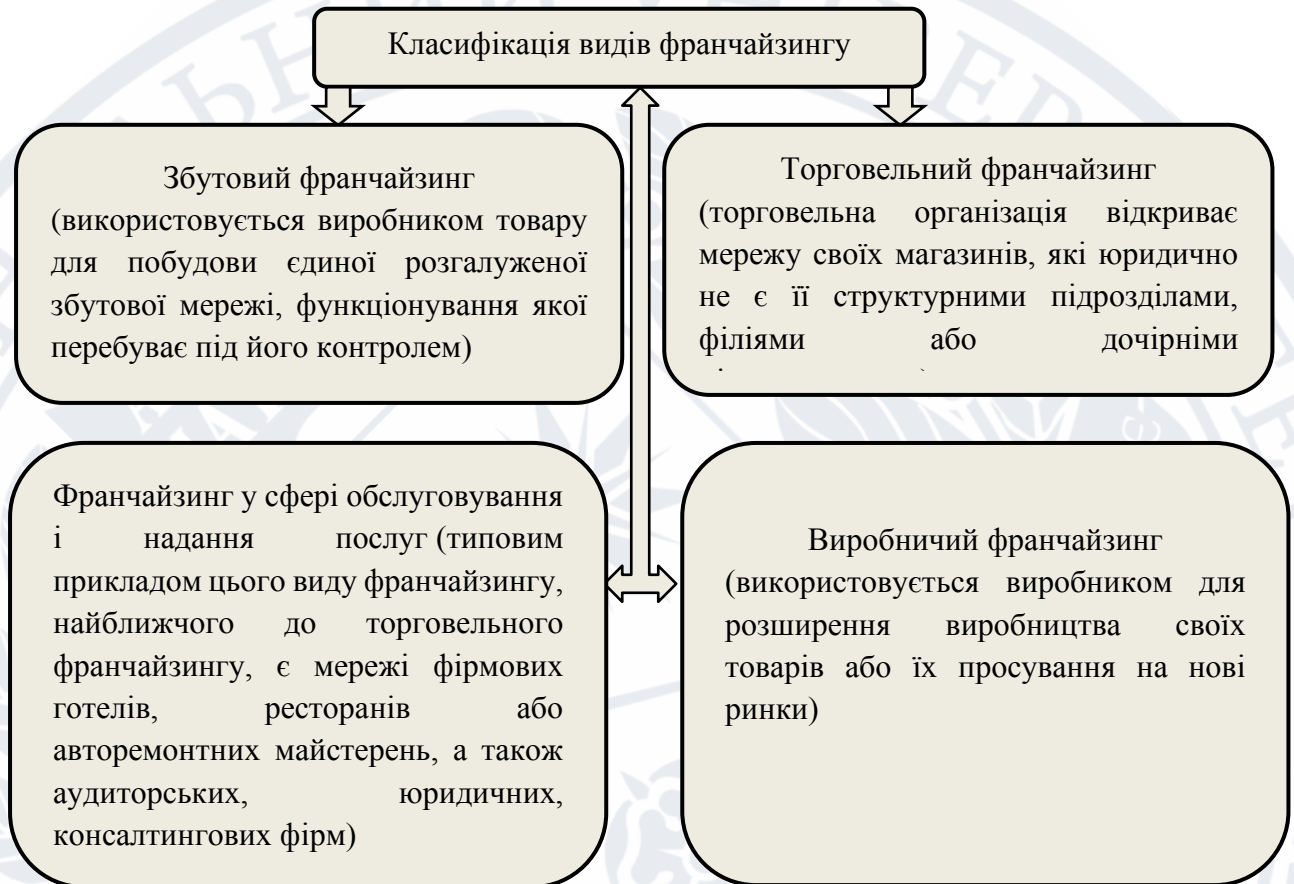 Класифікація видів франчайзингу
Збутовий франчайзинг
(використовується виробником товару
для побудови єдиної розгалуженої
збутової мережі, функціонування якої
перебуває під його контролем)
Торговельний франчайзинг
(торговельна організація відкриває
мережу своїх магазинів, які юридично
не є її структурними підрозділами,
філіями або дочірніми
Франчайзинг у сфері обслуговування
і надання послуг (типовим
прикладом цього виду франчайзингу,
найближчого до торговельного
франчайзингу, є мережі фірмових
готелів, ресторанів або
авторемонтних майстерень, а також
аудиторських, юридичних,
консалтингових фірм)
Виробничий франчайзинг
(використовується виробником для
розширення виробництва своїх
товарів або їх просування на нові
ринки)